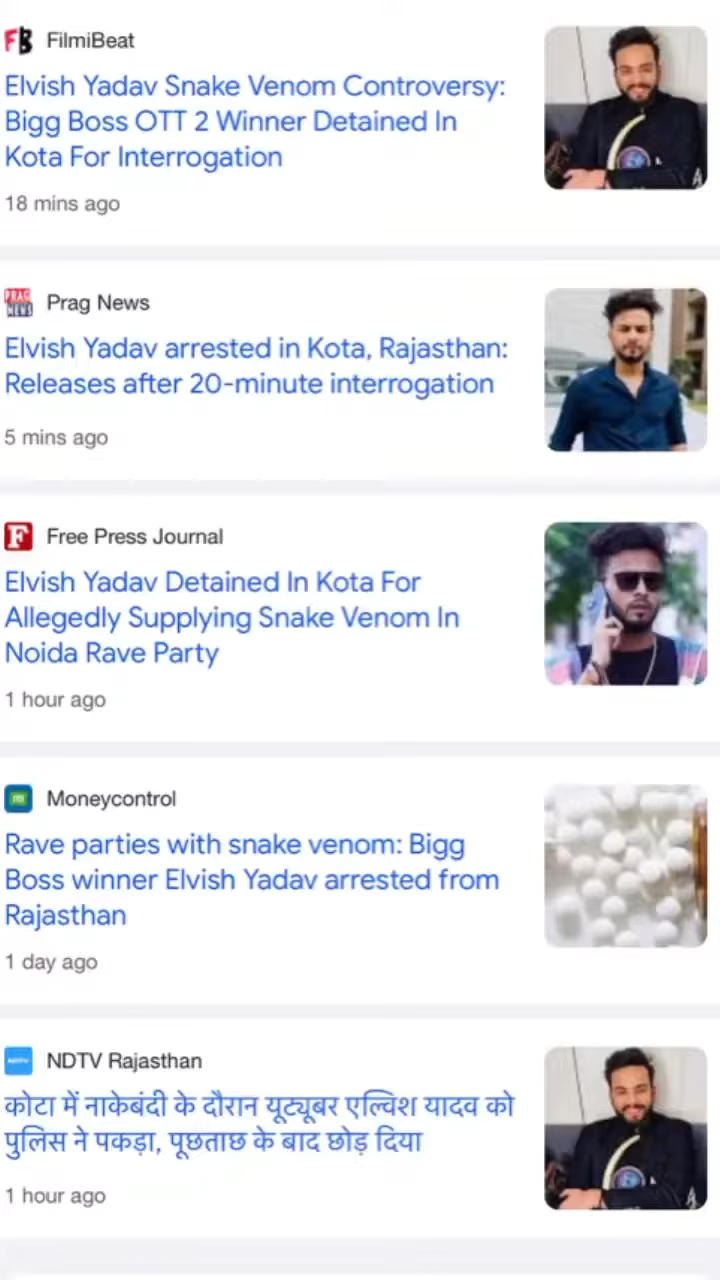 FilmiBeat
Elvish Yadav Snake Venom Controversy:
Bigg Boss OTT 2 Winner Detained In
Kota For Interrogation
18 mins ago
PRAG
NEWS
Prag News
Elvish Yadav arrested in Kota, Rajasthan:
Releases after 20-minute interrogation
5 mins ago
F
Free Press Journal
Elvish Yadav Detained In Kota For
Allegedly Supplying Snake Venom In
Noida Rave Party
1 hour ago
m
Moneycontrol
Rave parties with snake venom: Bigg
Boss winner Elvish Yadav arrested from
Rajasthan
1 day ago
NDTV
NDTV Rajasthan
कोटा में नाकेबंदी के दौरान यूट्यूबर एल्विश यादव को
पुलिस ने पकड़ा, पूछताछ के बाद छोड़ दिया
1 hour ago